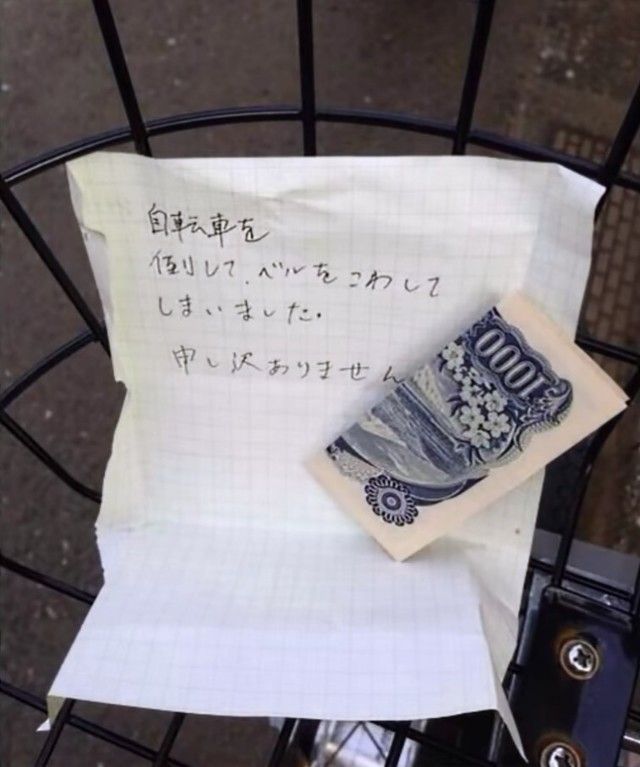 自転車を
倒して、ベルをこわして
しまいました。
申し訳ありません
1000